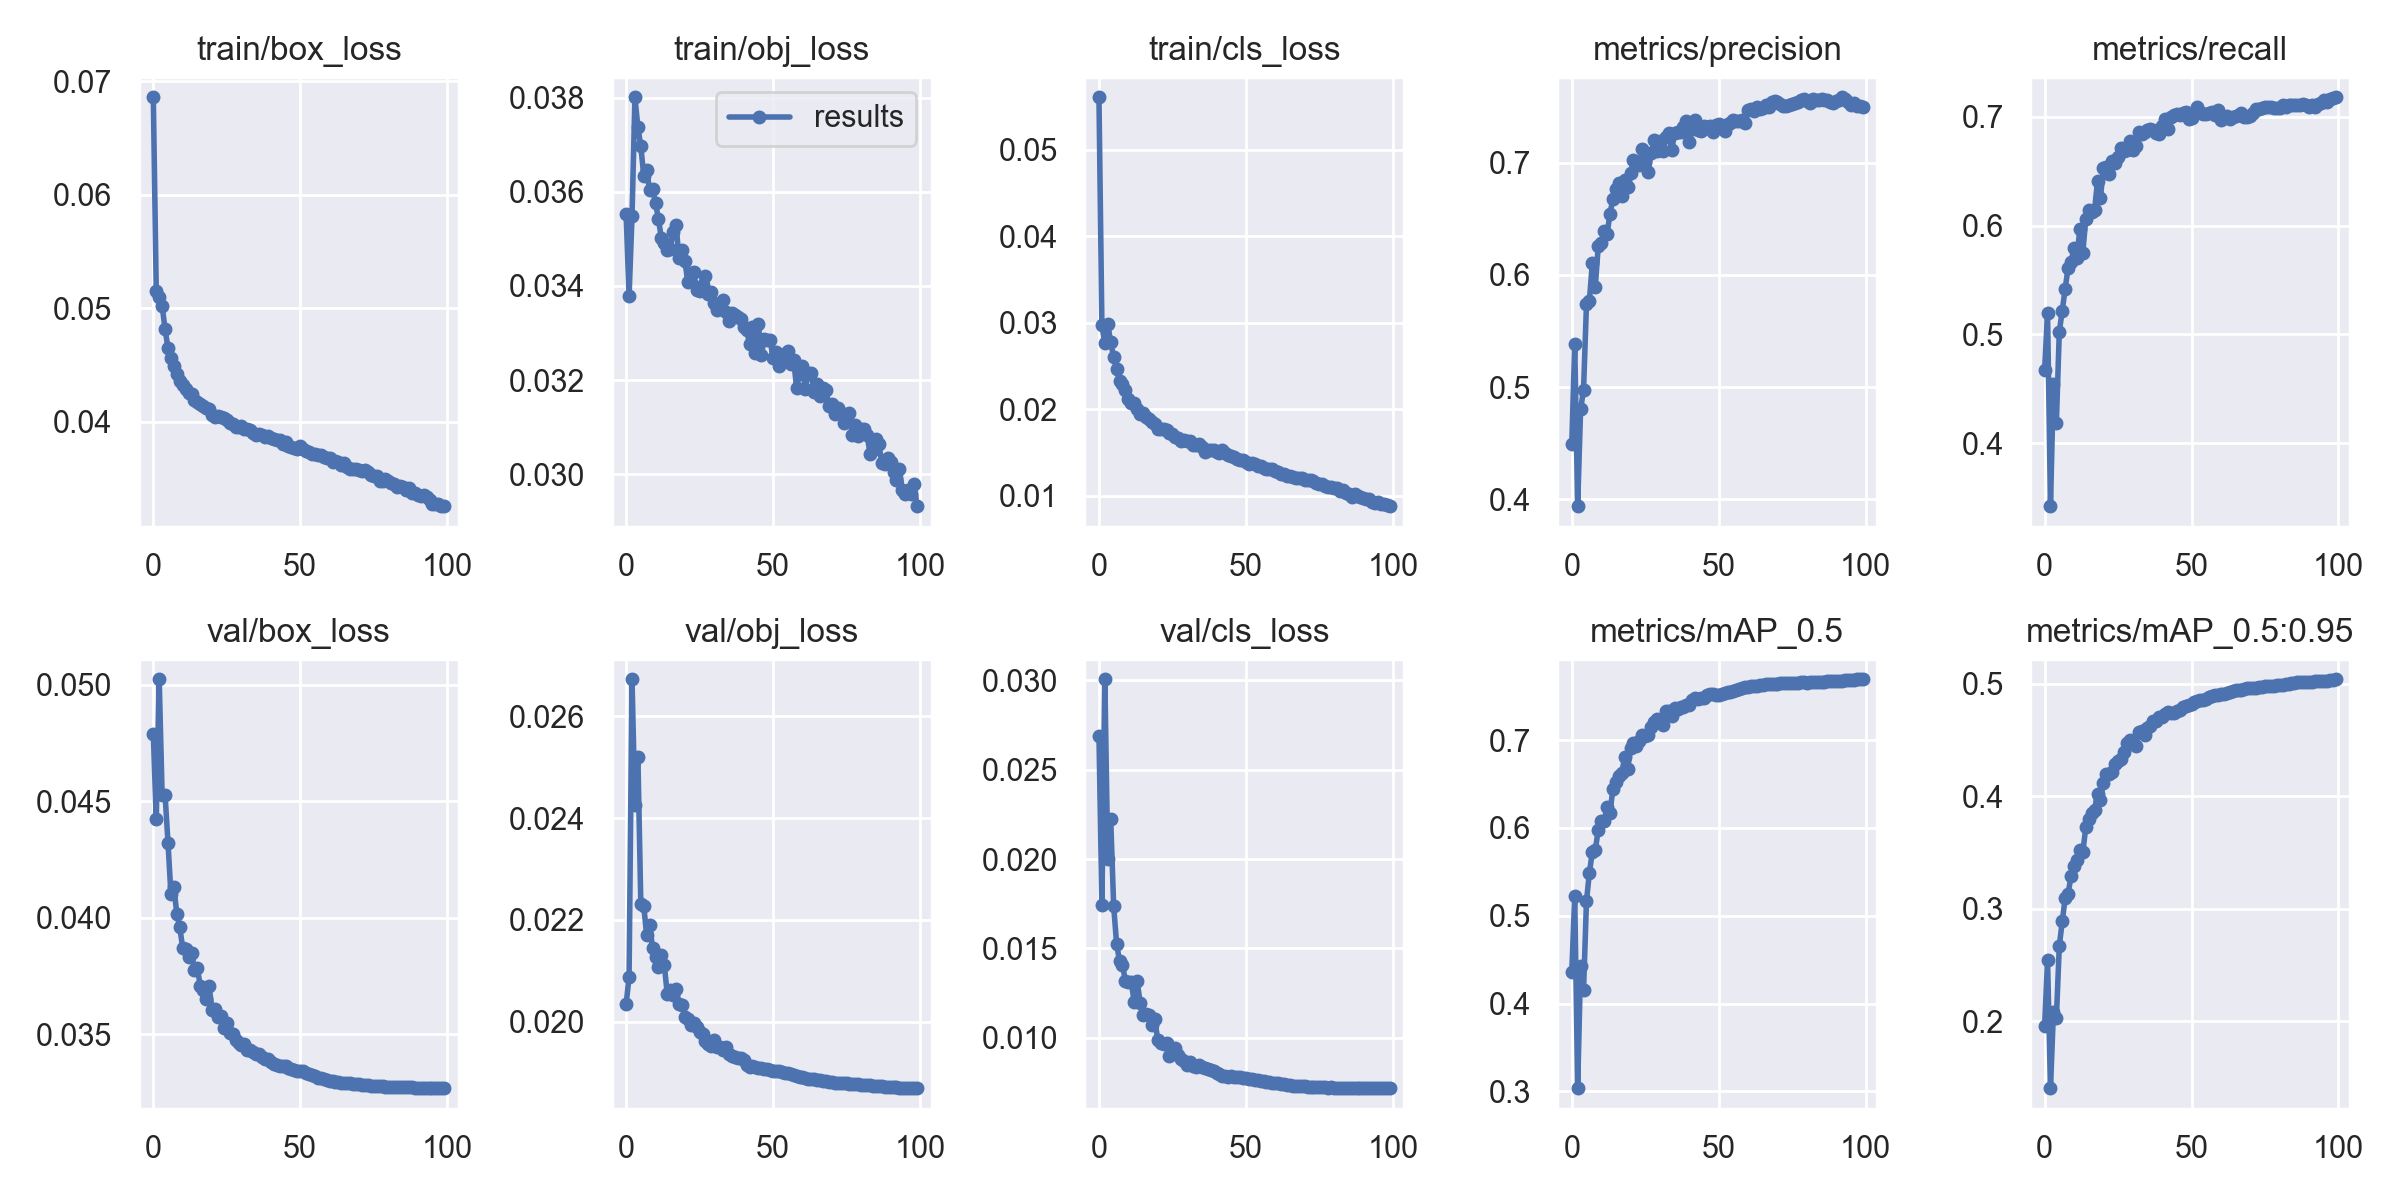 train/box_loss
0.07
0.06
0.05
0.04
0 50 100
train/obj_loss
results
0.038
0.036
0.034
0.032
0.030
0 50 100
train/cls_loss
0.05
0.04
0.03
0.02
0.01
0 50 100
metrics/precision
0.7
0.6
0.5
0.4
0 50 100
metrics/recall
0.7
0.6
0.5
0.4
0 50 100
val/box_loss
0.050
0.045
0.040
0.035
0 50 100
val/obj_loss
0.026
0.024
0.022
0.020
0 50 100
val/cls_loss
0.030
0.025
0.020
0.015
0.010
0 50 100
metrics/mAP_0.5
0.7
0.6
0.5
0.4
0.3
0 50 100
metrics/mAP_0.5:0.95
0.5
0.4
0.3
0.2
0 50 100